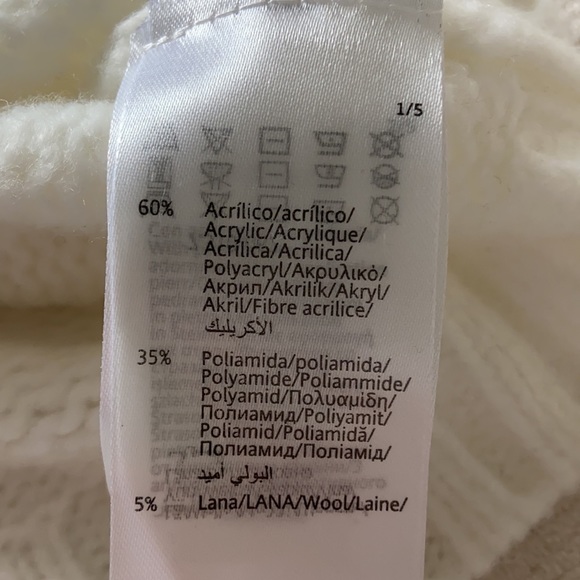 1/5
60% Acrílico/acrílico/
Acrylic/Acrylique/
Acrílica/Acrilica/
Polyacryl/Ακρυλικό/
Акрил/Akrilik/Akryl/
Akril/Fibre acrilice/
الأكريليك
35% Poliamida/poliamida/
Polyamide/Poliammide/
Polyamid/Πολυαμίδη/
Полиамид/Poliyamit/
Poliamid/Poliamidă/
Полиамид/Поліамід/
البولي أميد
5% Lana/LANA/Wool/Laine/